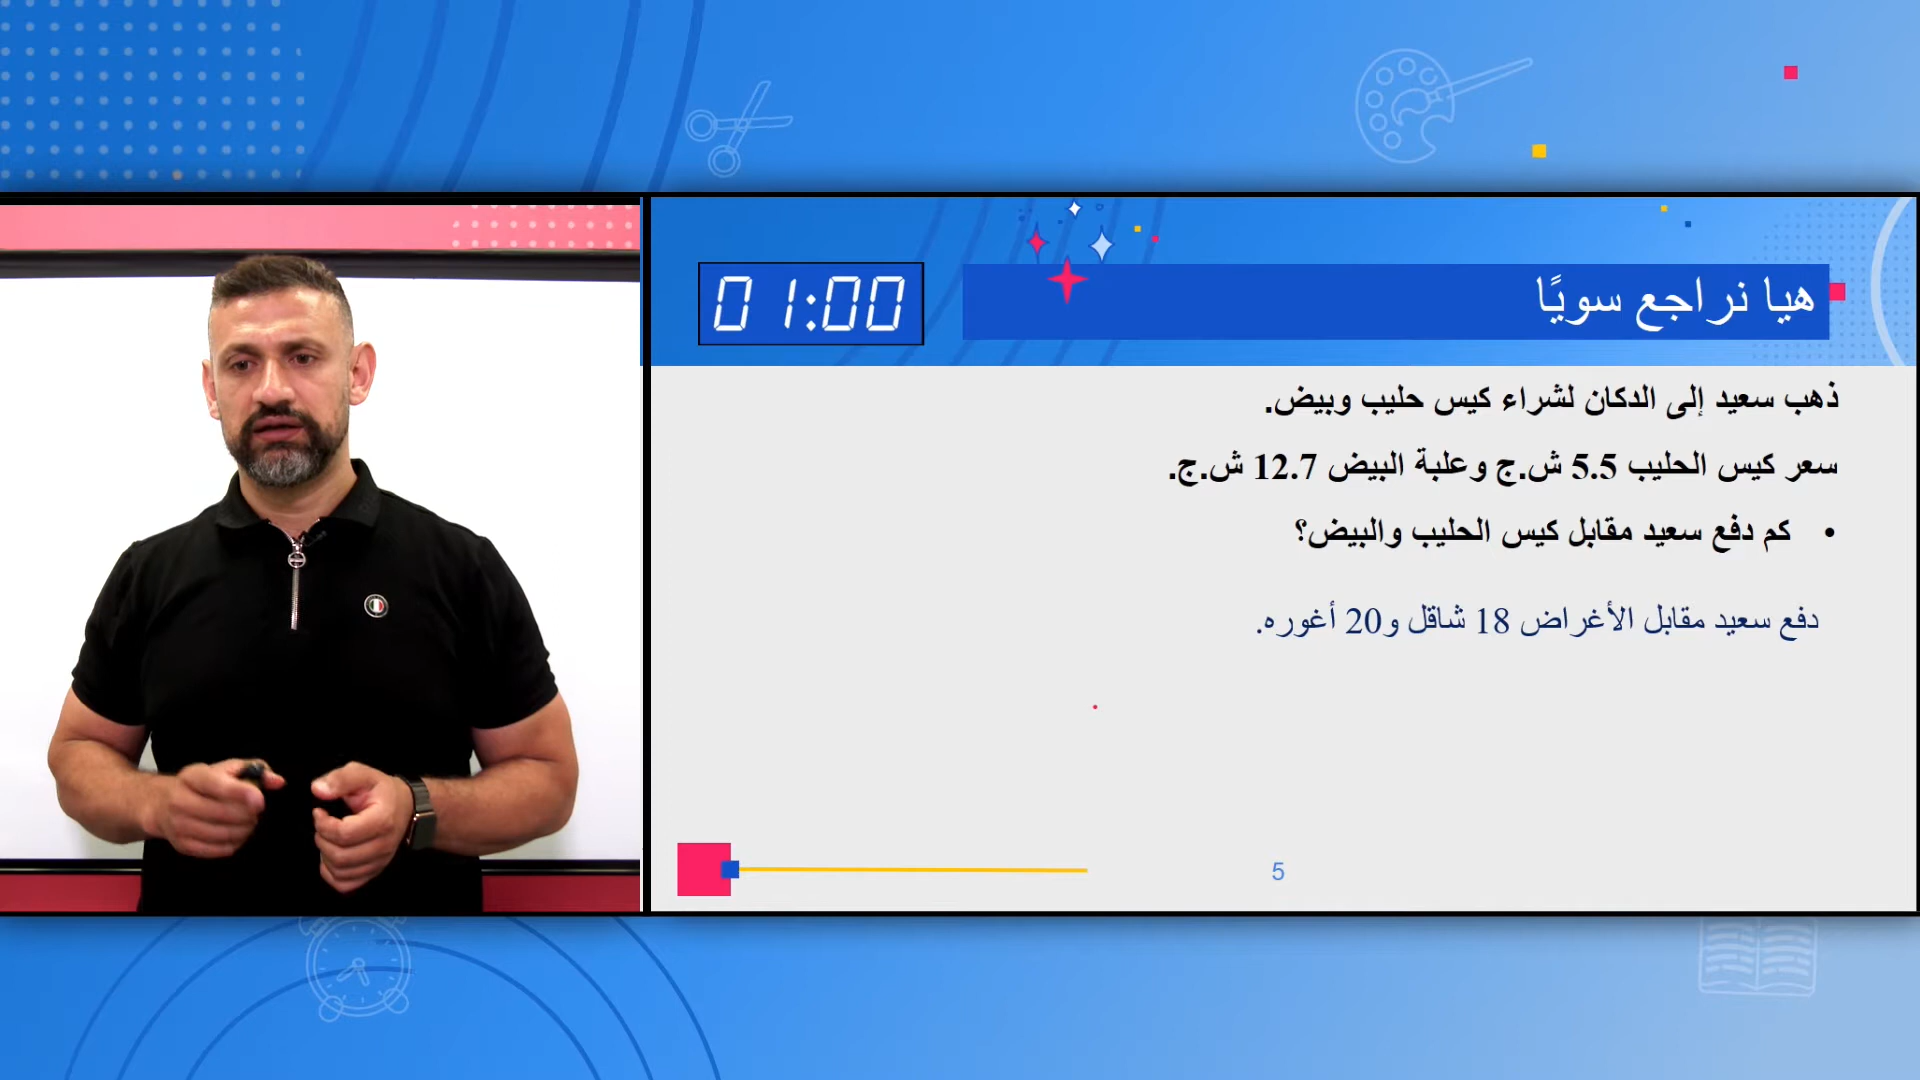 هيا نراجع سويًا
01:00
ذهب سعيد إلى الدكان لشراء كيس حليب وبيض.
سعر كيس الحليب 5.5 ش.ج وعلبة البيض 12.7 ش.ج.
• كم دفع سعيد مقابل كيس الحليب والبيض؟
دفع سعيد مقابل الأغراض 18 شاقل و20 أغوره.
5